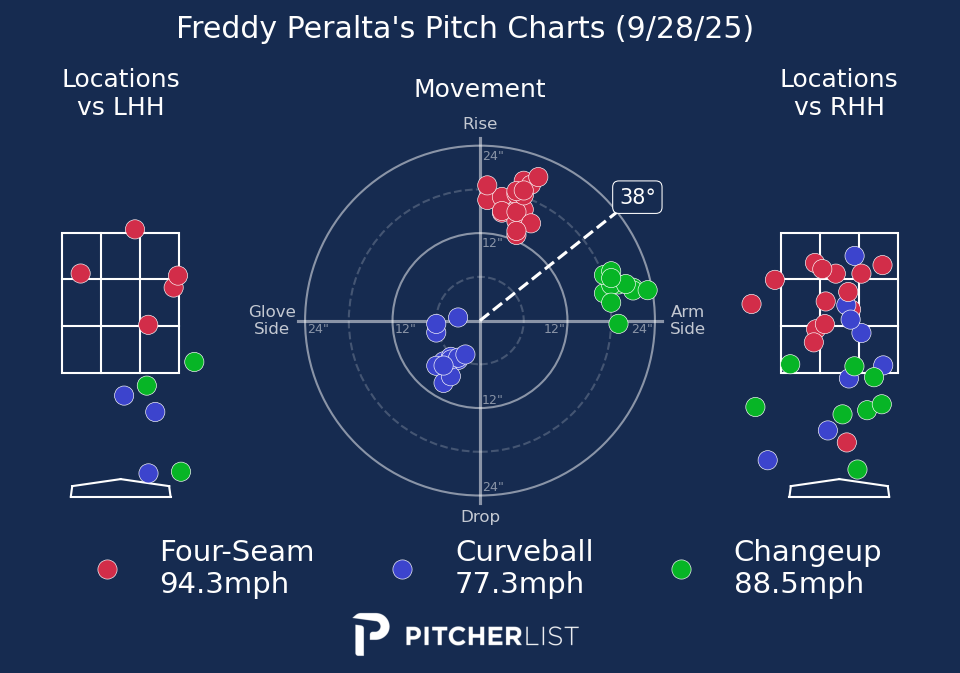 Freddy Peralta's Pitch Charts (9/28/25)
Locations
vs LHH
Movement
Locations
vs RHH
Rise
24"
38°
12"
Glove
Side
24"
12"
12"
24"
Arm
Side
12"
24"
Drop
Four-Seam
94.3mph
Curveball
77.3mph
Changeup
88.5mph
PITCHERLIST